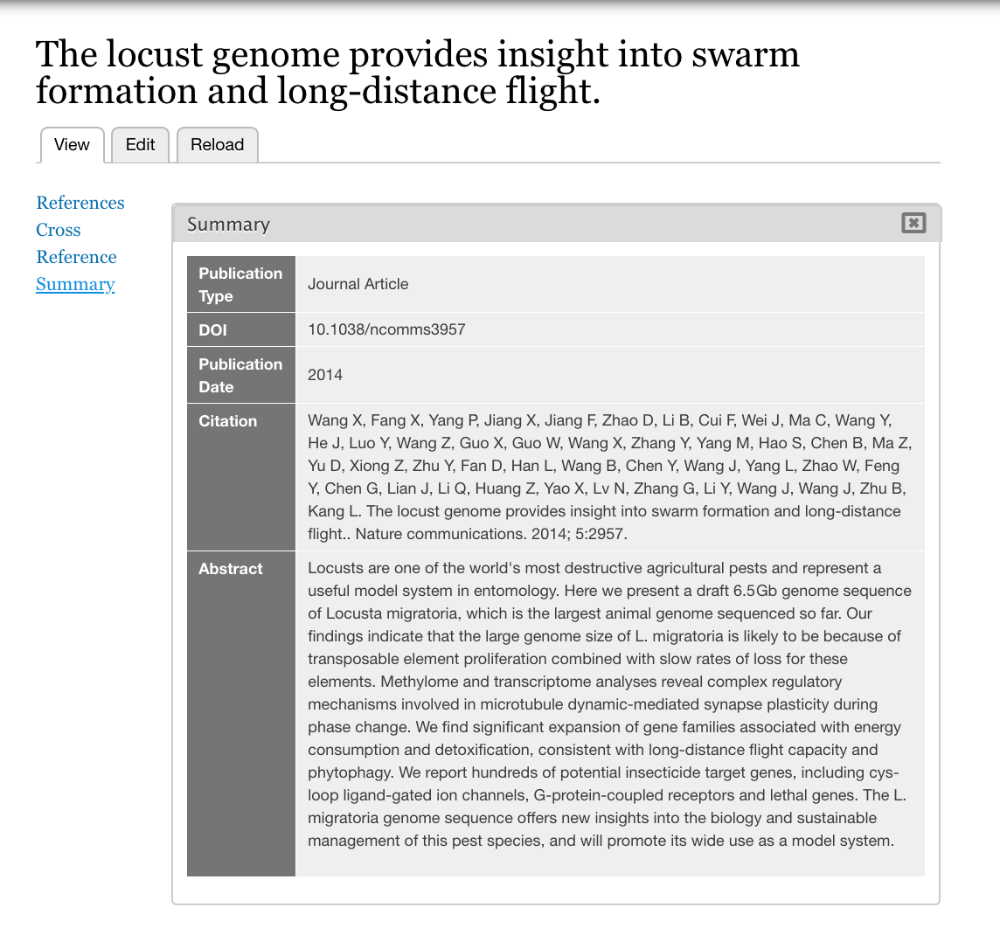 The locust genome provides insight into swarm
formation and long-distance flight.
View
Edit
Reload
References
Cross
Reference
Summary
Summary
Publication
Type
Journal Article
DOI
10.1038/ncomms3957
Publication
Date
2014
Citation
Wang X, Fang X, Yang P, Jiang X, Jiang F, Zhao D, Li B, Cui F, Wei J, Ma C, Wang Y,
He J, Luo Y, Wang Z, Guo X, Guo W, Wang X, Zhang Y, Yang M, Hao S, Chen B, Ma Z,
Yu D, Xiong Z, Zhu Y, Fan D, Han L, Wang B, Chen Y, Wang J, Yang L, Zhao W, Feng
Y, Chen G, Lian J, Li Q, Huang Z, Yao X, Lv N, Zhang G, Li Y, Wang J, Wang J, Zhu B,
Kang L. The locust genome provides insight into swarm formation and long-distance
flight.. Nature communications. 2014; 5:2957.
Abstract
Locusts are one of the world's most destructive agricultural pests and represent a
useful model system in entomology. Here we present a draft 6.5Gb genome sequence
of Locusta migratoria, which is the largest animal genome sequenced so far. Our
findings indicate that the large genome size of L. migratoria is likely to be because of
transposable element proliferation combined with slow rates of loss for these
elements. Methylome and transcriptome analyses reveal complex regulatory
mechanisms involved in microtubule dynamic-mediated synapse plasticity during
phase change. We find significant expansion of gene families associated with energy
consumption and detoxification, consistent with long-distance flight capacity and
phytophagy. We report hundreds of potential insecticide target genes, including cys-
loop ligand-gated ion channels, G-protein-coupled receptors and lethal genes. The L.
migratoria genome sequence offers new insights into the biology and sustainable
management of this pest species, and will promote its wide use as a model system.